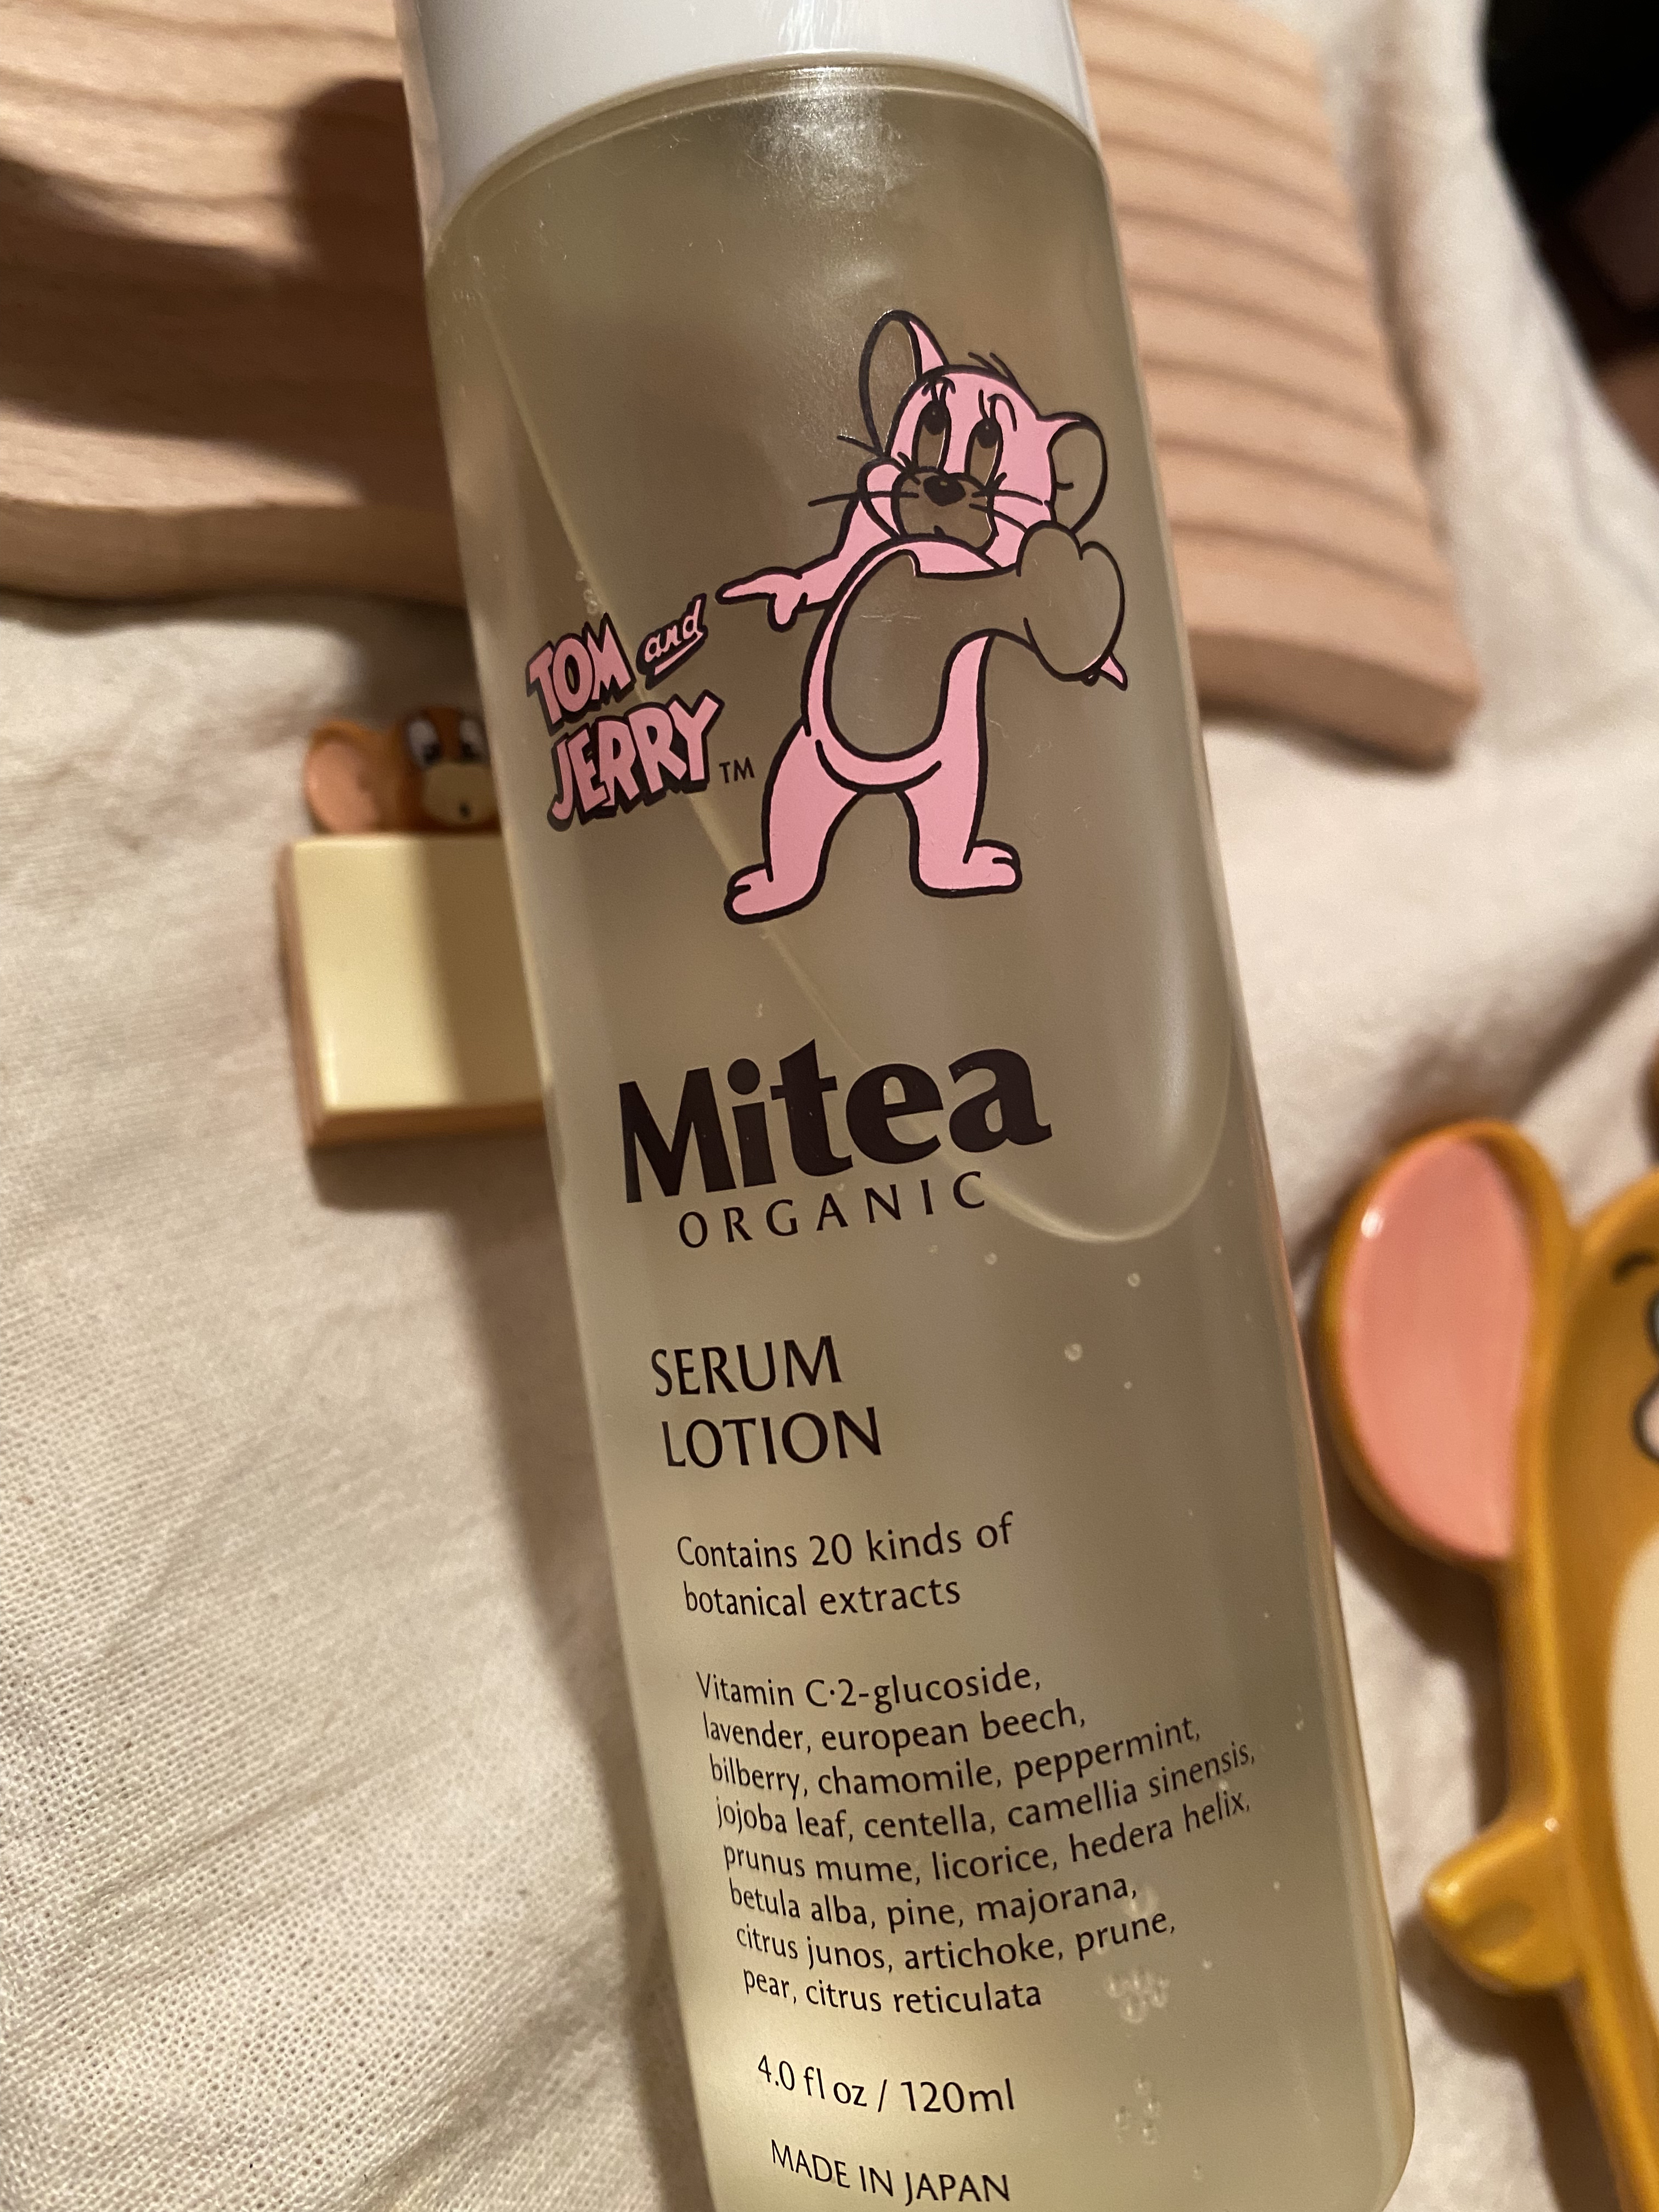 TOM and
JERRY TM
Mitea
ORGANIC
SERUM
LOTION
Contains 20 kinds of
botanical extracts
Vitamin C·2-glucoside,
lavender, european beech,
bilberry, chamomile, peppermint,
jojoba leaf, centella, camellia sinensis,
prunus mume, licorice, hedera helix,
betula alba, pine, majorana,
citrus junos, artichoke, prune,
pear, citrus reticulata
4.0 fl oz / 120ml
MADE IN JAPAN